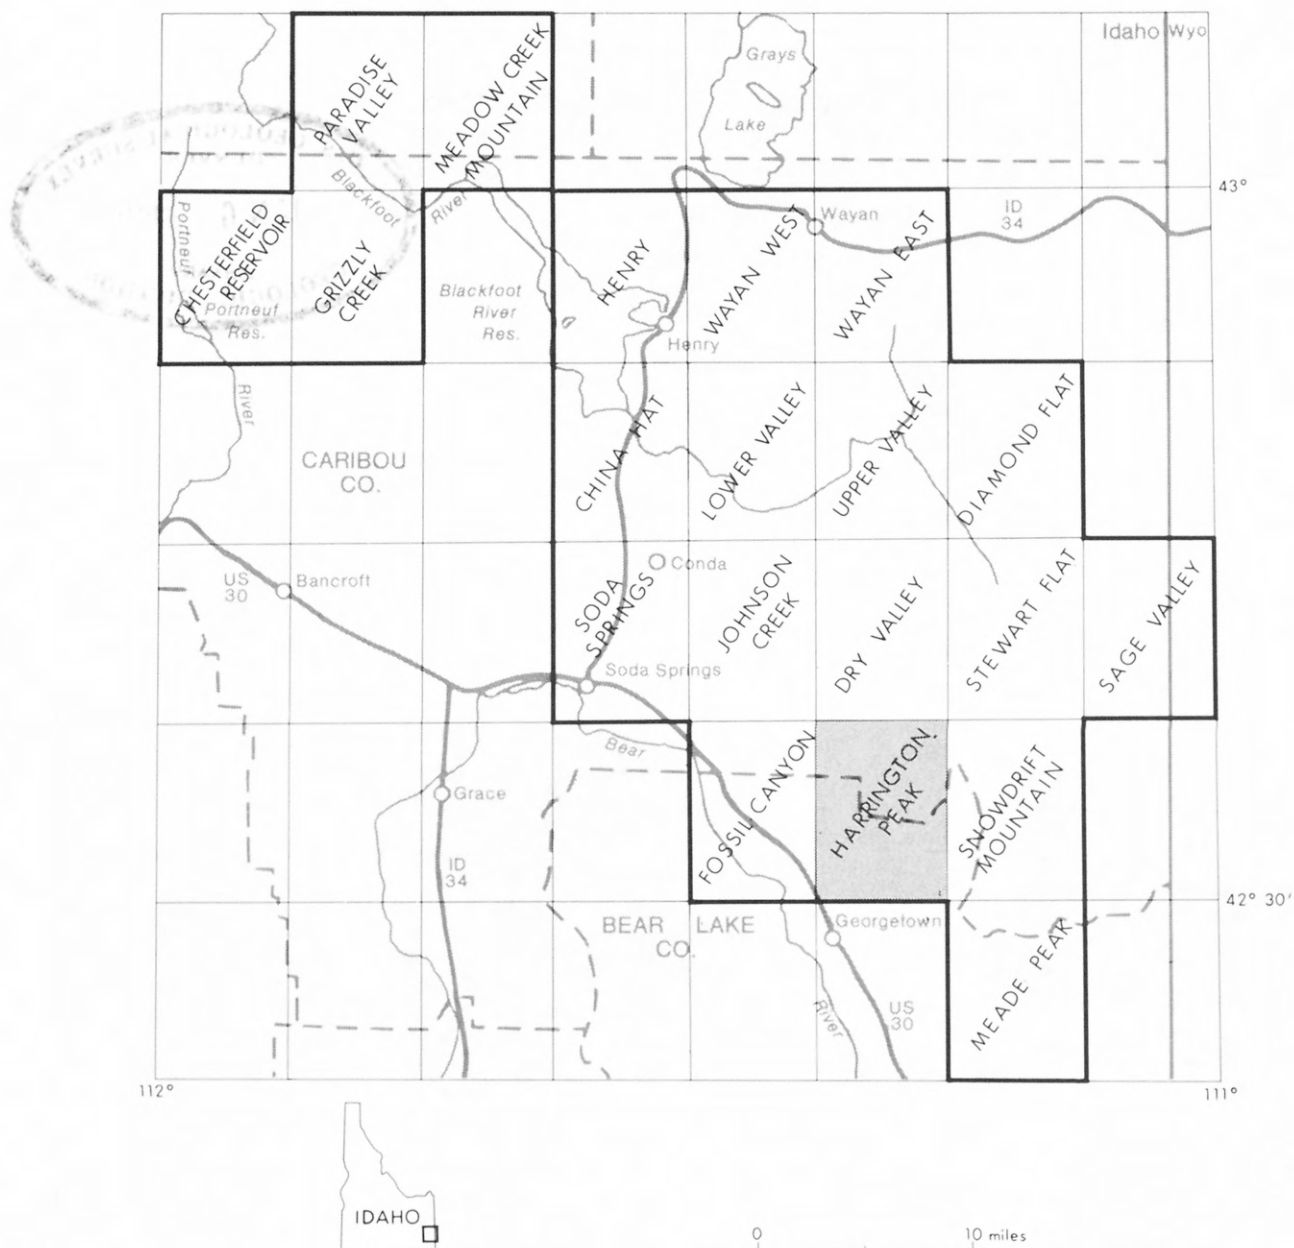 Idaho Wyo
Grays
Lake
PARADISE
VALLEY
MEADOW CREEK
MOUNTAIN
Blackfoot
River
43°
Portneuf
CHESTERFIELD
RESERVOIR
GRIZZLY
CREEK
Portneuf
Res.
Blackfoot
River
Res.
HENRY
Henry
WAYAN WEST
Wayan
WAYAN EAST
ID
34
River
CARIBOU
CO.
CHINA HAT
LOWER VALLEY
UPPER VALLEY
DIAMOND FLAT
US
30
Bancroft
Conda
SODA
SPRINGS
JOHNSON
CREEK
DRY VALLEY
STEWART FLAT
SAGE VALLEY
Soda Springs
Bear
FOSSIL CANYON
HARRINGTON
PEAK
SNOWDRIFT
MOUNTAIN
Grace
ID
34
42° 30'
BEAR LAKE
CO.
Georgetown
MEADE PEAK
River
US
30
112°
111°
IDAHO
0 10 miles